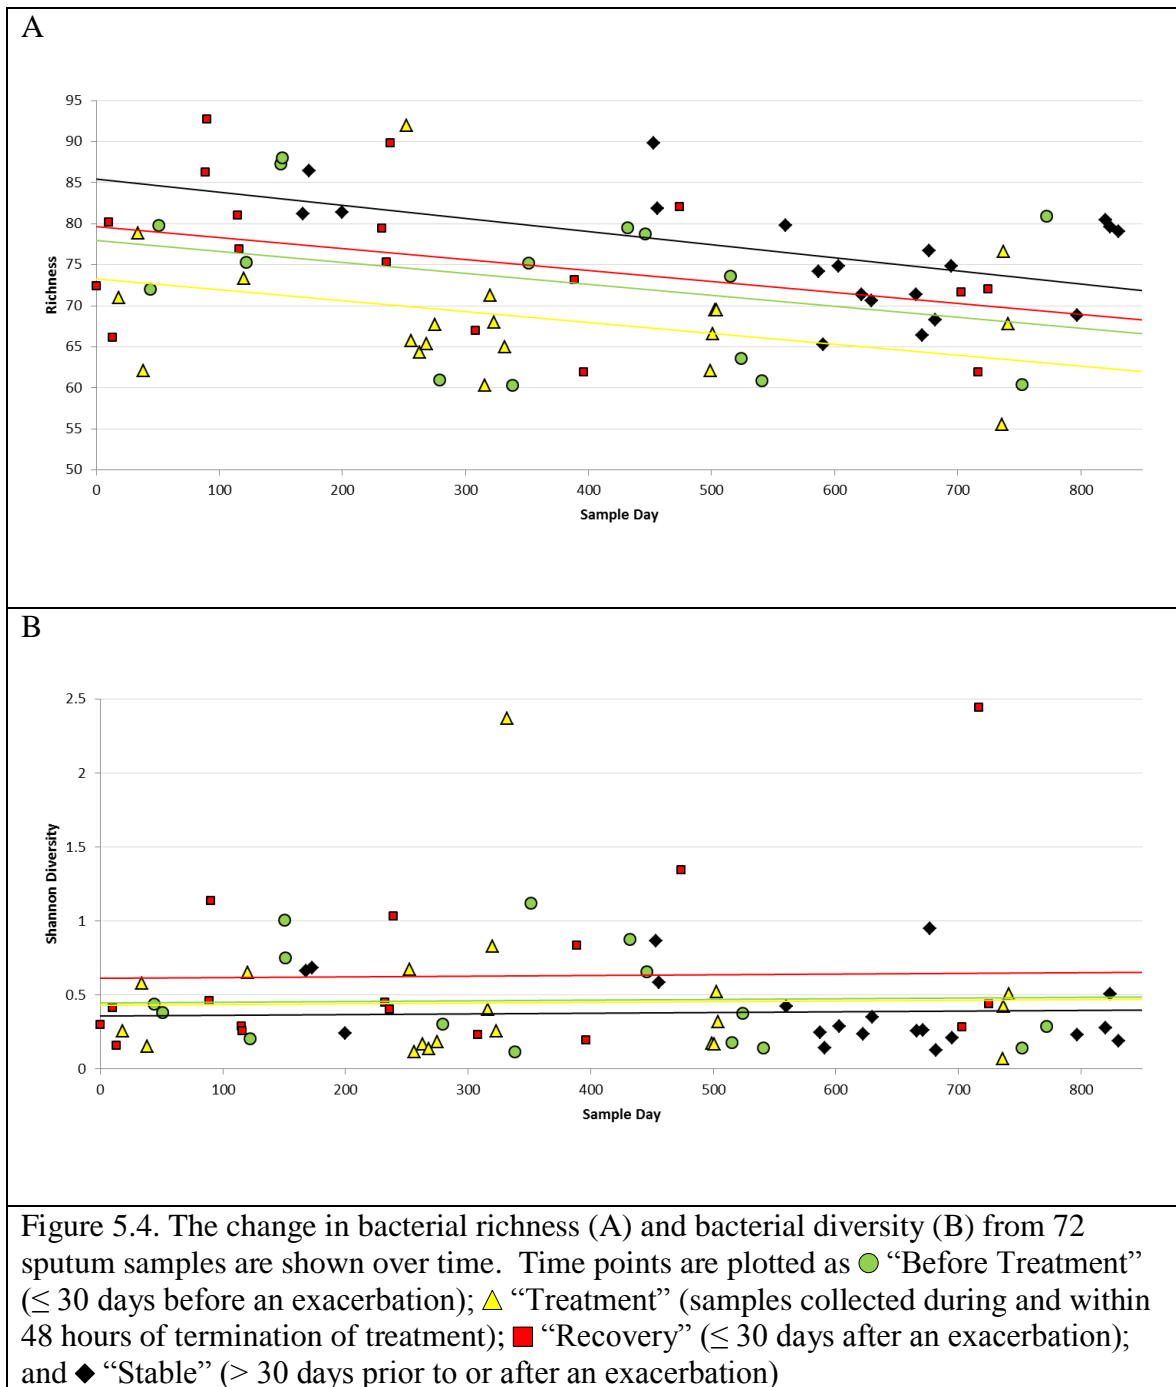 A
95
90
85
80
75
70
65
60
55
50
Richness
0 100 200 300 400 500 600 700 800
Sample Day
B
2.5
2
1.5
1
0.5
0
Shannon Diversity
0 100 200 300 400 500 600 700 800
Sample Day
Figure 5.4. The change in bacterial richness (A) and bacterial diversity (B) from 72
sputum samples are shown over time. Time points are plotted as “Before Treatment”
(≤ 30 days before an exacerbation); “Treatment” (samples collected during and within
48 hours of termination of treatment); “Recovery” (≤ 30 days after an exacerbation);
and “Stable” (> 30 days prior to or after an exacerbation)